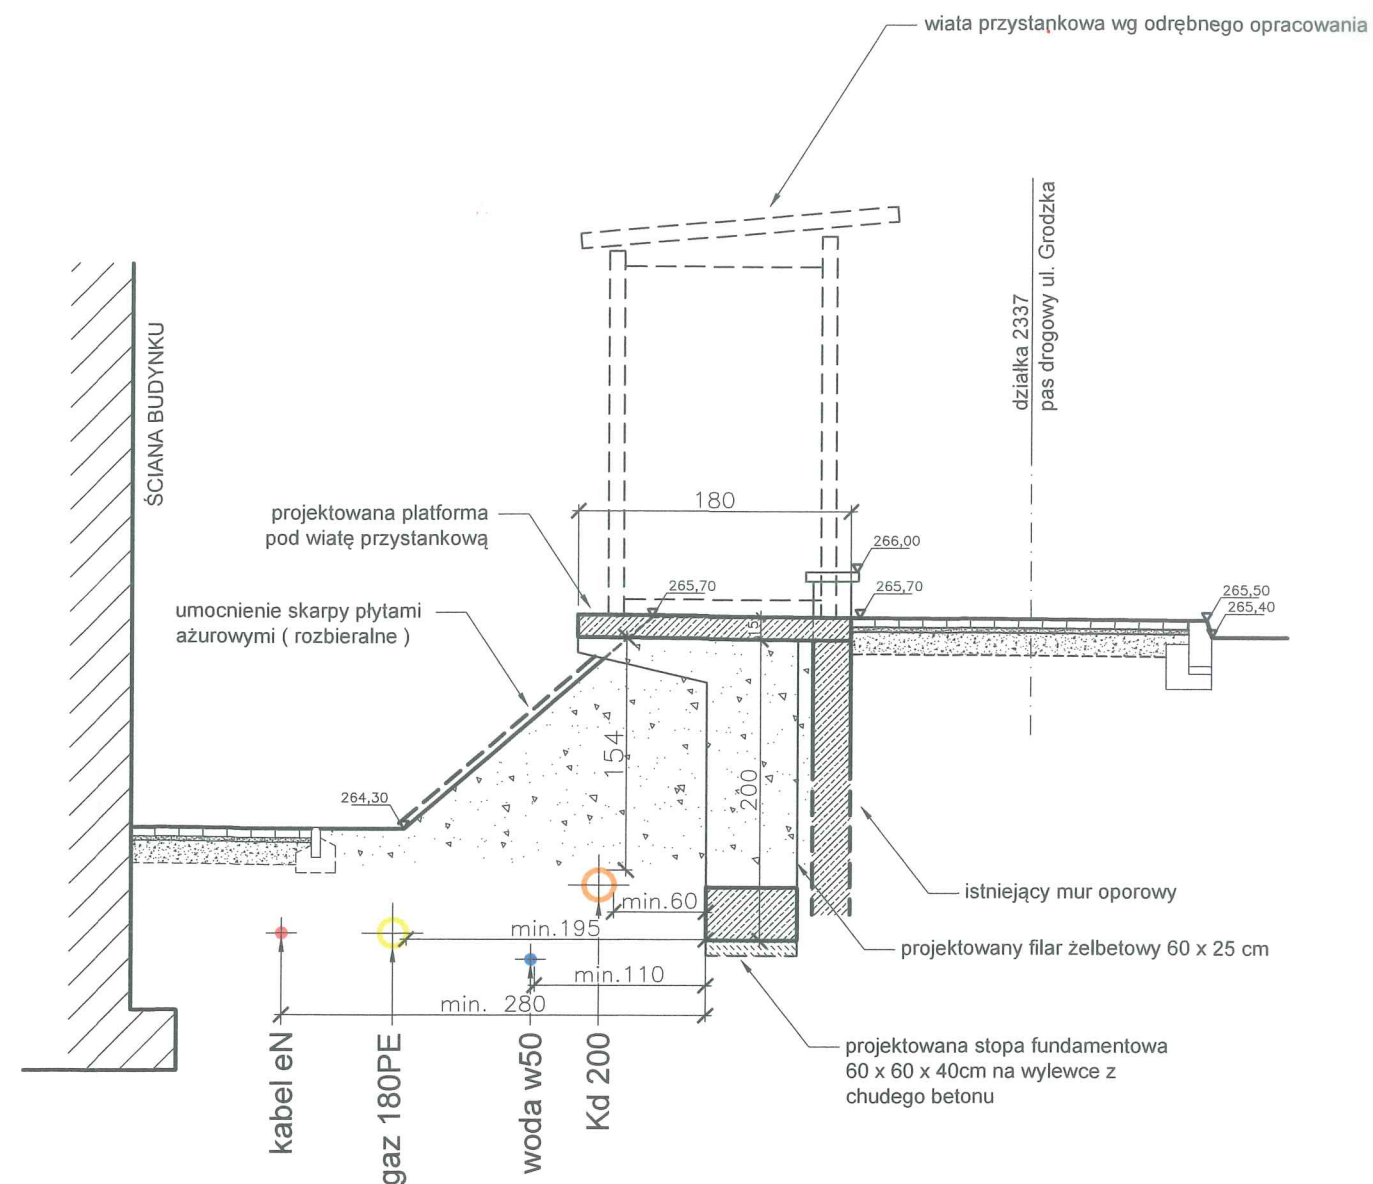 wiata przystankowa wg odrębnego opracowania
działka 2337
pas drogowy ul. Grodzka
ŚCIANA BUDYNKU
180
projektowana platforma
pod wiatę przystankową
266,00
265,70
265,70
265,50
265,40
umocnienie skarpy płytami
ażurowymi ( rozbieralne )
15
154
200
264,30
istniejący mur oporowy
min.60
min.195
projektowany filar żelbetowy 60 x 25 cm
min.110
min. 280
kabel eN
gaz 180PE
woda w50
Kd 200
projektowana stopa fundamentowa
60 x 60 x 40cm na wylewce z
chudego betonu